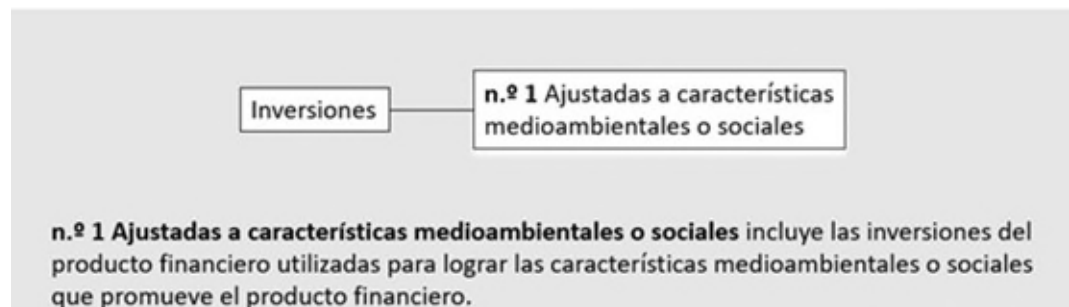 Inversiones
n.º 1 Ajustadas a características
medioambientales o sociales
n.º 1 Ajustadas a características medioambientales o sociales incluye las inversiones del
producto financiero utilizadas para lograr las características medioambientales o sociales
que promueve el producto financiero.